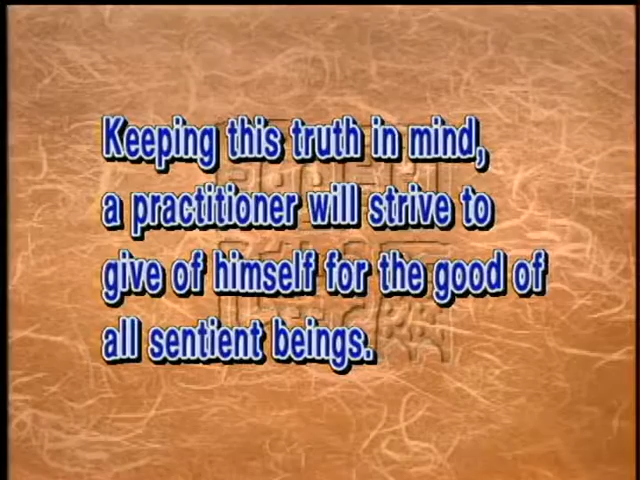 Keeping this truth in mind,
a practitioner will strive to
give of himself for the good of
all sentient beings.